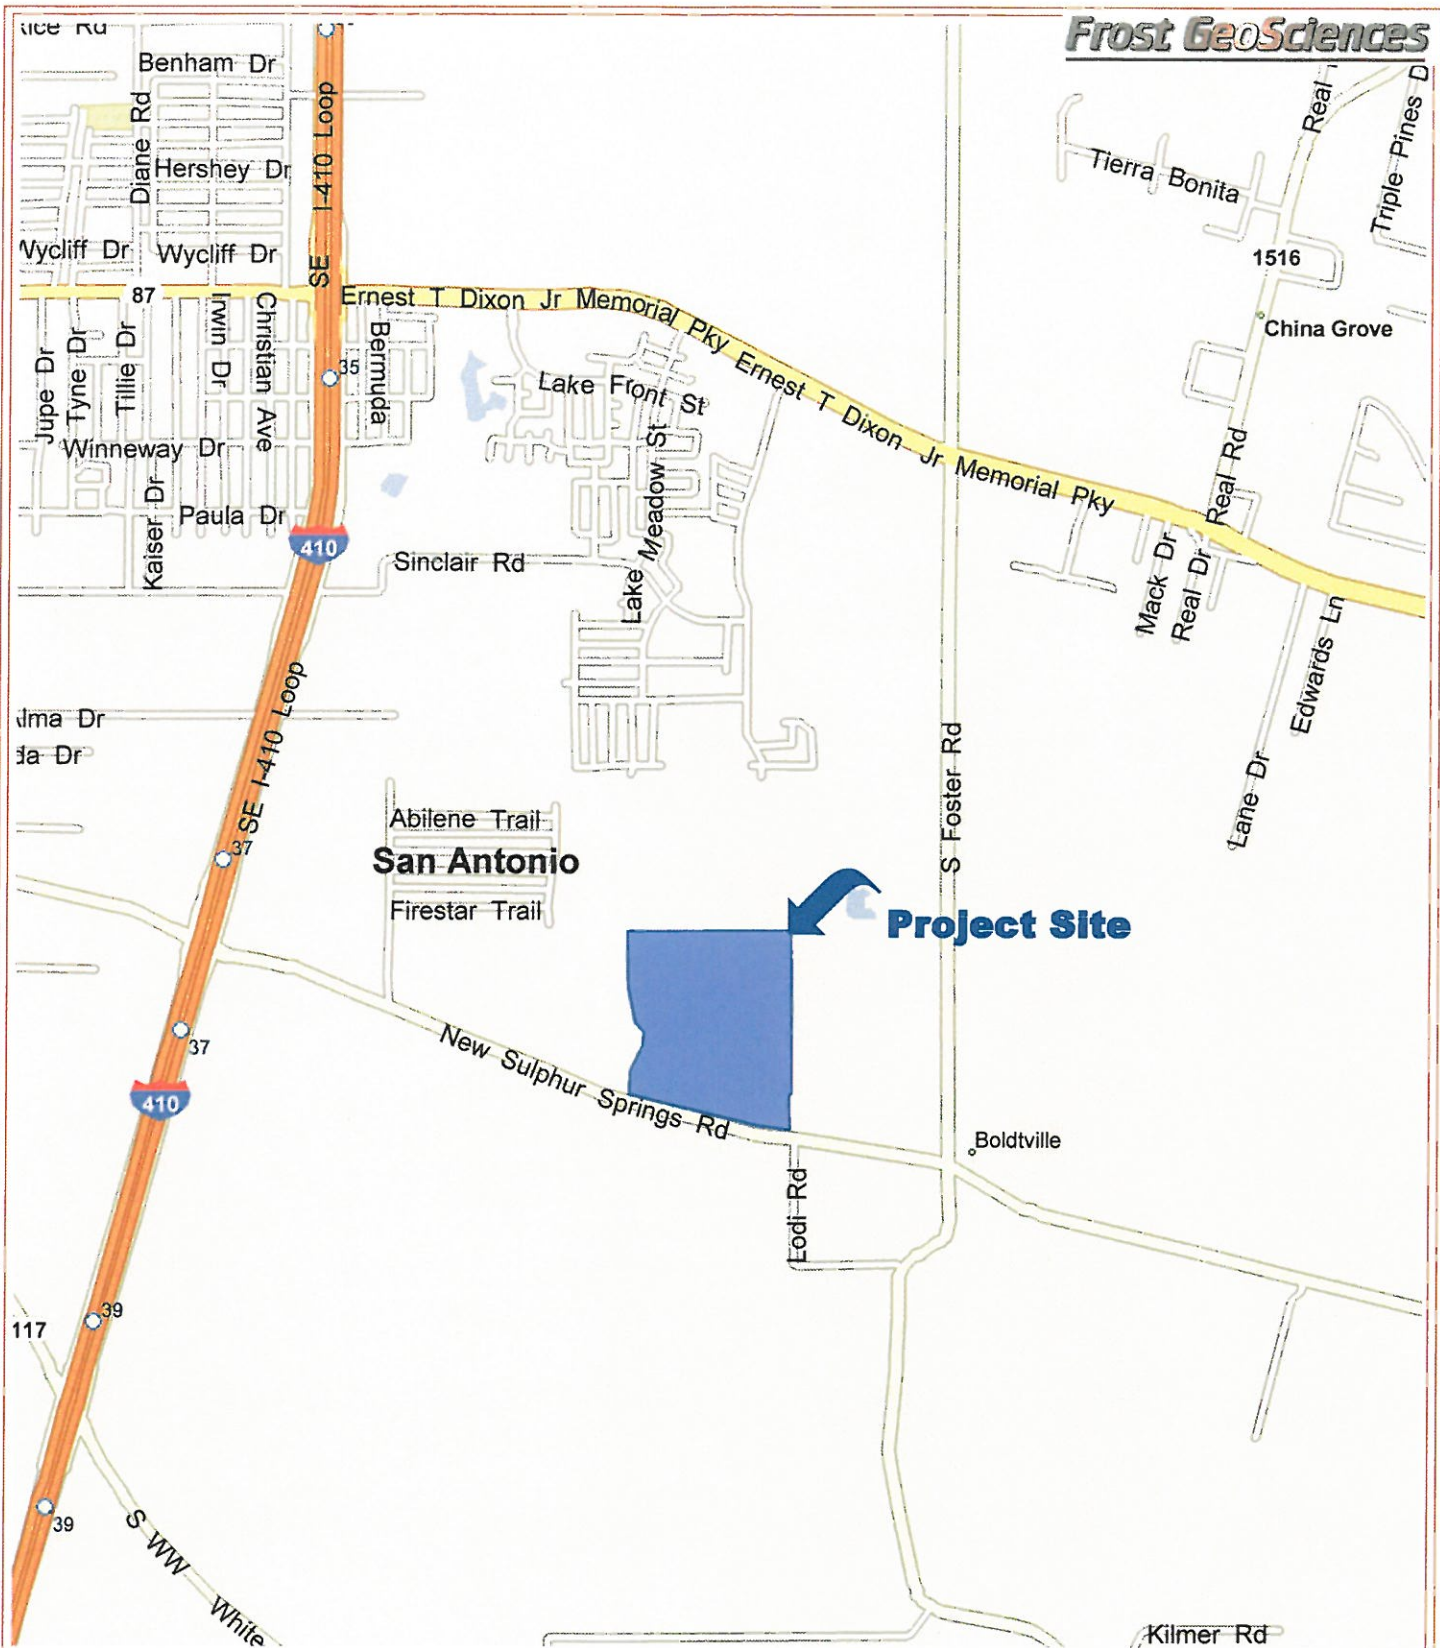 Frost GeoSciences
Benham Dr
Diane Rd
SE I-410 Loop
Hershey Dr
Wycliff Dr
Wycliff Dr
Real
Triple Pines D
Tierra Bonita
1516
China Grove
87
Ernest T Dixon Jr Memorial Pky
Ernest T Dixon Jr Memorial Pky
Jupe Dr
Tyne Dr
Tillie Dr
Irwin Dr
Christian Ave
Bermuda
35
Lake Front St
Winneway Dr
Lake Meadow St
Real Rd
Kaiser Dr
Paula Dr
410
Sinclair Rd
Mack Dr
Real Dr
Edwards Ln
Lane Dr
SE I-410 Loop
lma Dr
da Dr
S Foster Rd
37
Abilene Trail
San Antonio
Firestar Trail
Project Site
37
410
New Sulphur Springs Rd
Boldtville
Lodi Rd
39
117
39
S WW White
Kilmer Rd